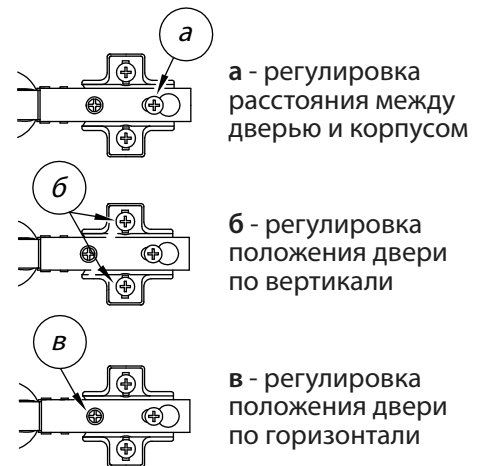 а
а - регулировка
расстояния между
дверью и корпусом
б
б - регулировка
положения двери
по вертикали
в
в - регулировка
положения двери
по горизонтали